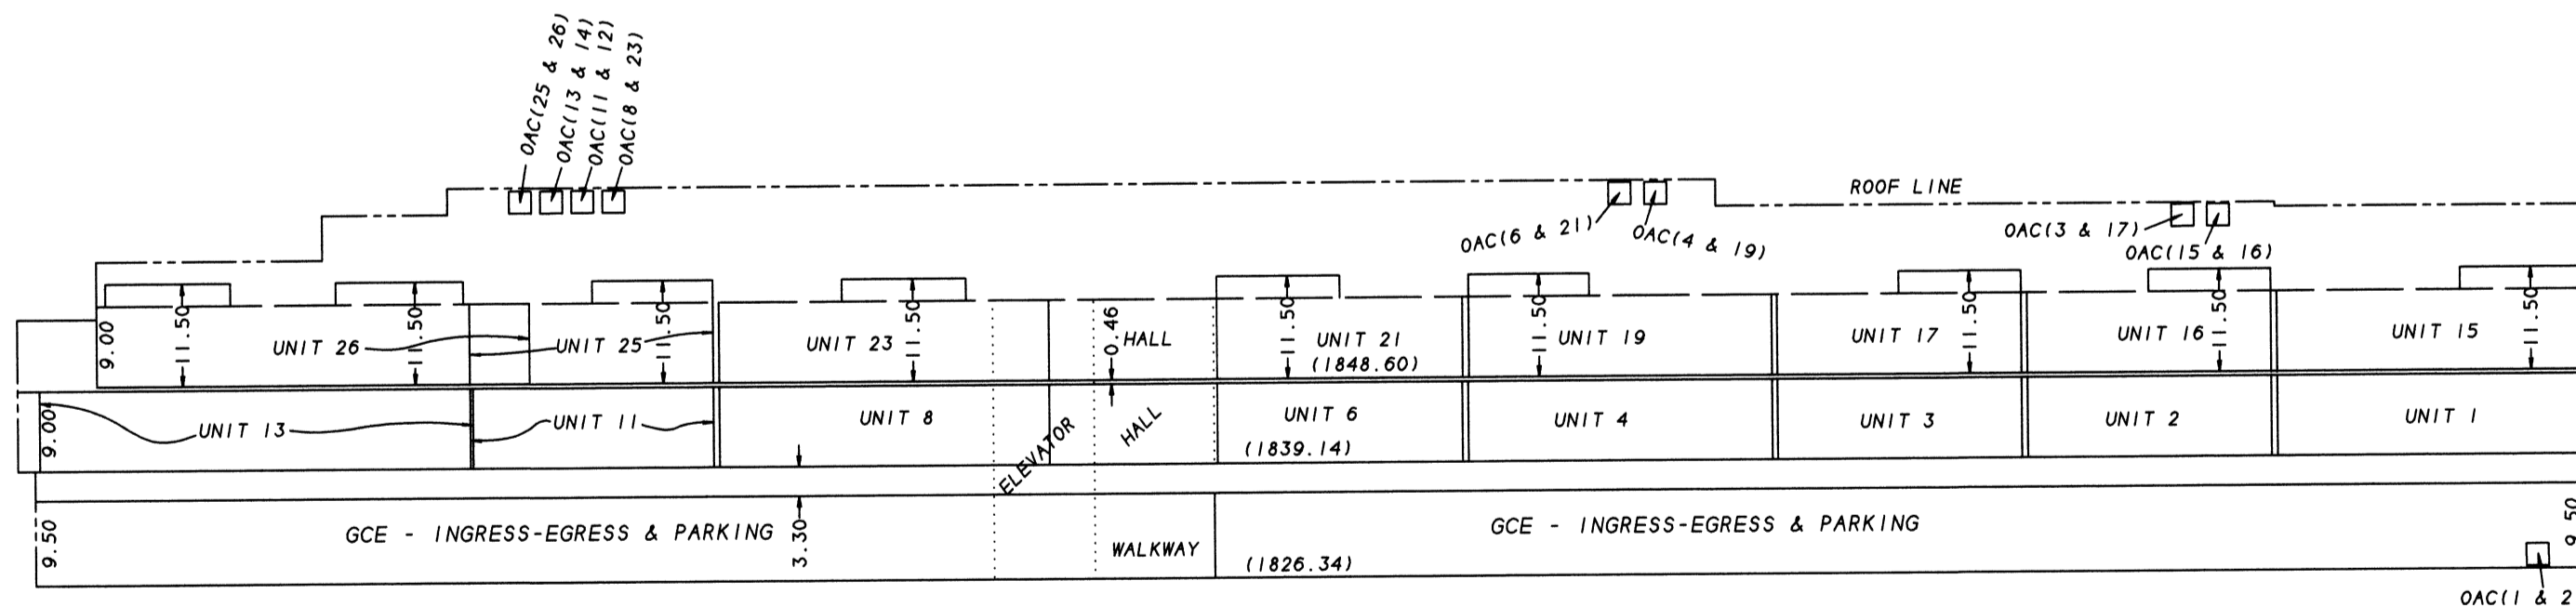 OAC(25 & 26)
OAC(13 & 14)
OAC(11 & 12)
OAC(8 & 23)
ROOF LINE
OAC(6 & 21)
OAC(4 & 19)
OAC(3 & 17)
OAC(15 & 16)
9.00
11.50
UNIT 26
11.50
UNIT 25
11.50
UNIT 23
11.50
0.46
HALL
11.50
UNIT 21
(1848.60)
11.50
UNIT 19
UNIT 17
11.50
UNIT 16
11.50
UNIT 15
11.50
9.00
UNIT 13
UNIT 11
UNIT 8
ELEVATOR
HALL
UNIT 6
(1839.14)
UNIT 4
UNIT 3
UNIT 2
UNIT 1
9.50
GCE - INGRESS-EGRESS & PARKING
3.30
WALKWAY
(1826.34)
GCE - INGRESS-EGRESS & PARKING
9.50
OAC(1 & 2